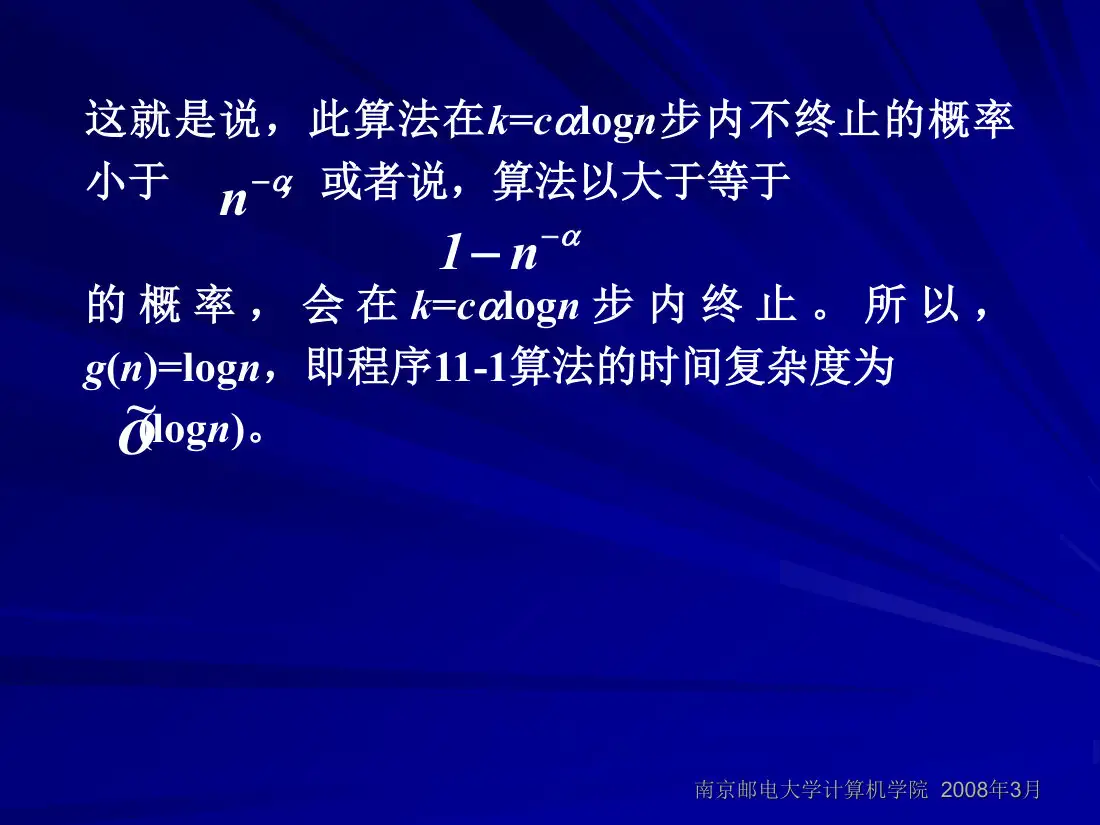 这就是说，此算法在k=cαlogn步内不终止的概率
小于 n^{-α}，或者说，算法以大于等于
1-n^{-α}
的概率，会在k=cαlogn步内终止。所以，
g(n)=logn，即程序11-1算法的时间复杂度为
Õ(logn)。
南京邮电大学计算机学院 2008年3月